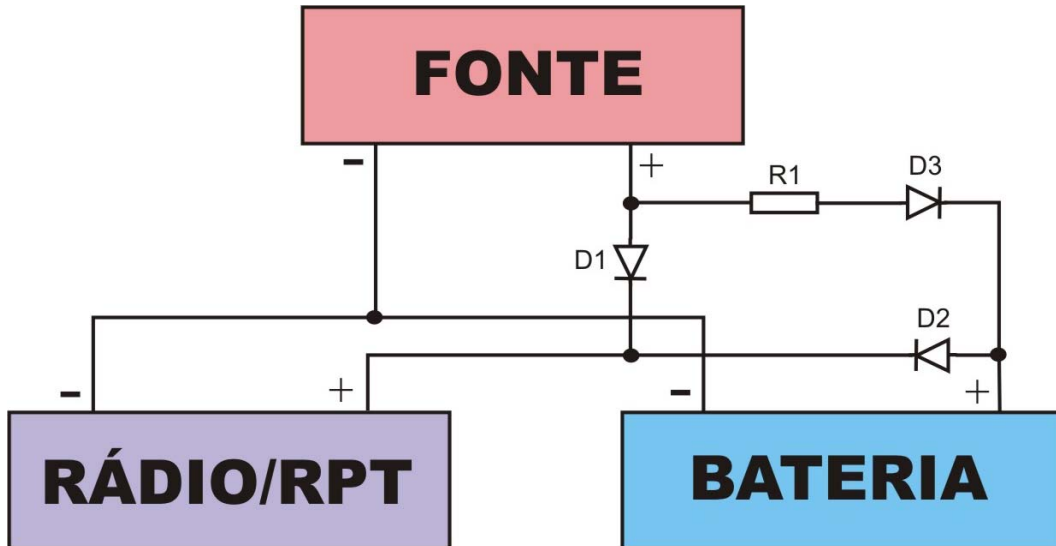 FONTE
-
+
R1
D3
D1
D2
-
+
-
+
RÁDIO/RPT
BATERIA